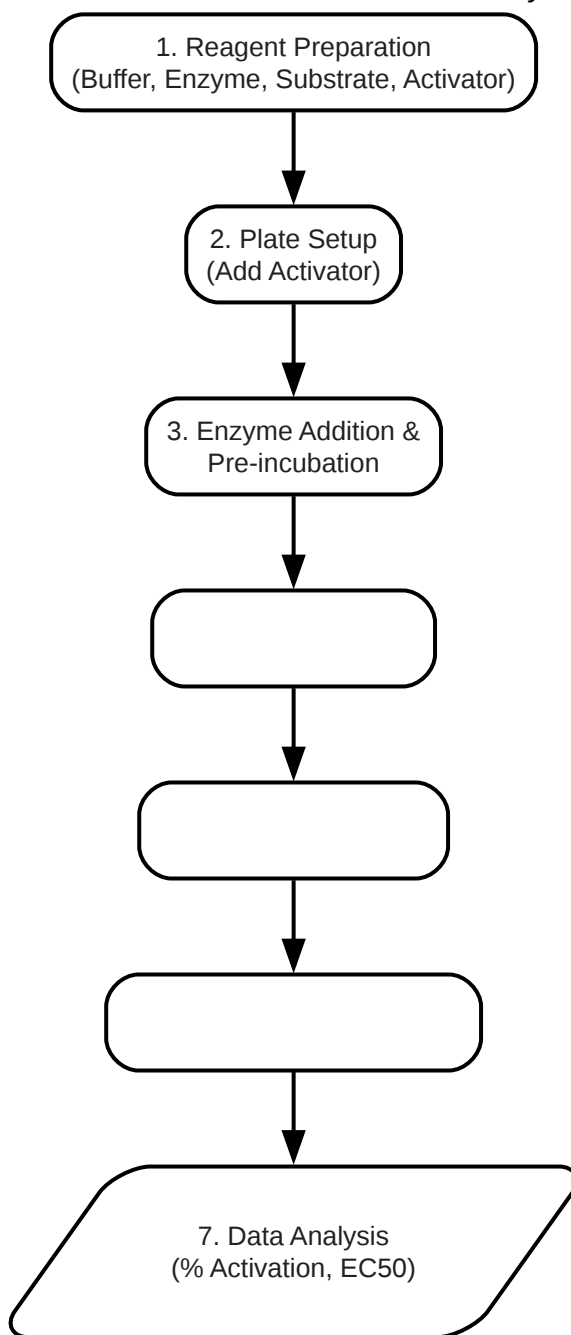 1. Reagent Preparation
(Buffer, Enzyme, Substrate, Activator)
2. Plate Setup
(Add Activator)
3. Enzyme Addition &
Pre-incubation
7. Data Analysis
(% Activation, EC50)